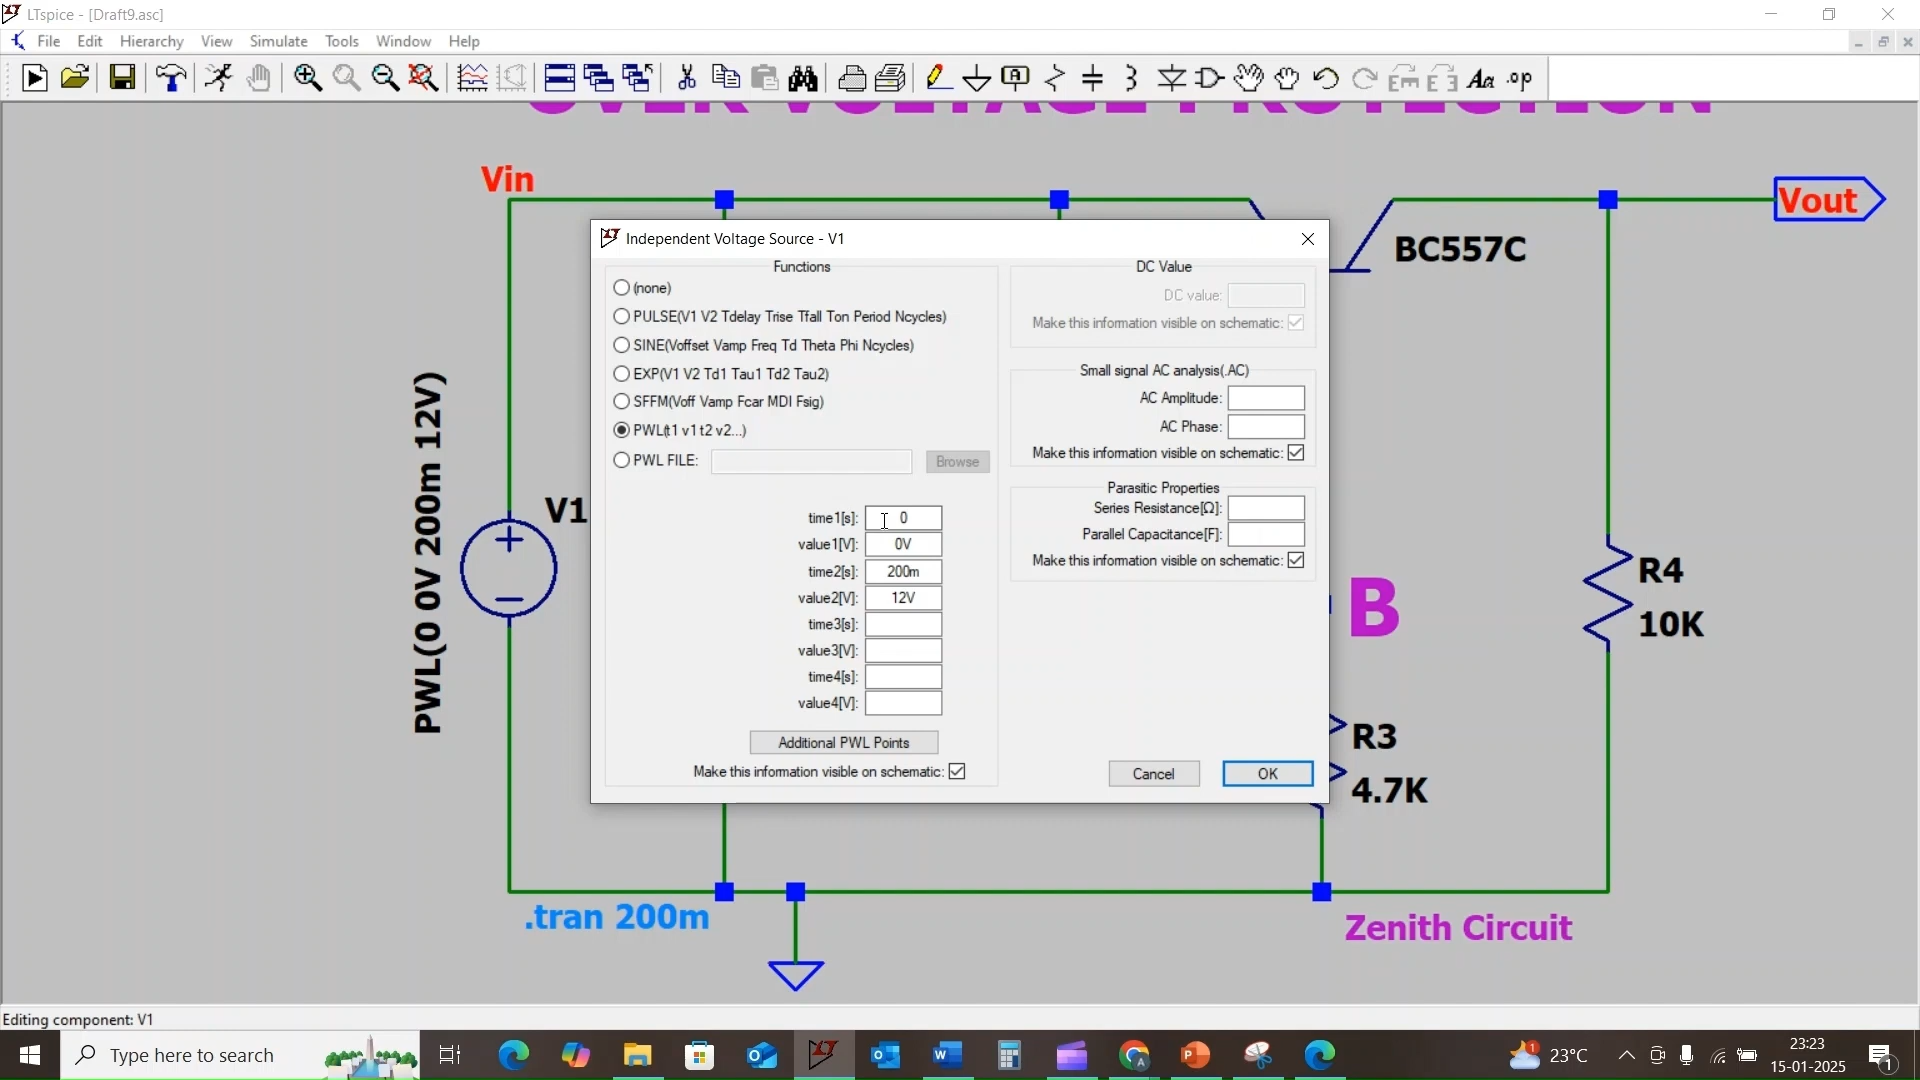 LTspice - [Draft9.asc]
File Edit Hierarchy View Simulate Tools Window Help
Aa .op
OVER VOLTAGE PROTECTION
Vin
Vout
BC557C
PWL(0 0V 200m 12V)
V1
Independent Voltage Source - V1
Functions
(none)
PULSE(V1 V2 Tdelay Trise Tfall Ton Period Ncycles)
SINE(Voffset Vamp Freq Td Theta Phi Ncycles)
EXP(V1 V2 Td1 Tau1 Td2 Tau2)
SFFM(Voff Vamp Fcar MDI Fsig)
PWL(t1 v1 t2 v2...)
PWL FILE: Browse
time1[s]: 0
value1[V]: 0V
time2[s]: 200m
value2[V]: 12V
time3[s]:
value3[V]:
time4[s]:
value4[V]:
Additional PWL Points
Make this information visible on schematic:
DC Value
DC value:
Make this information visible on schematic:
Small signal AC analysis(.AC)
AC Amplitude:
AC Phase:
Make this information visible on schematic:
Parasitic Properties
Series Resistance[Ω]:
Parallel Capacitance[F]:
Make this information visible on schematic:
Cancel OK
B
R4
10K
R3
4.7K
.tran 200m
Zenith Circuit
Editing component: V1
Type here to search
23°C
23:23
15-01-2025
1